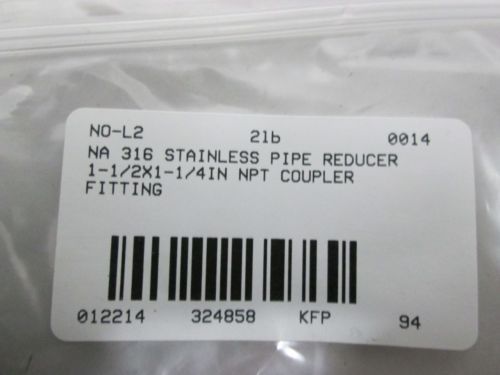 NO-L2 2lb 0014
NA 316 STAINLESS PIPE REDUCER
1-1/2X1-1/4IN NPT COUPLER
FITTING
012214 324858 KFP 94